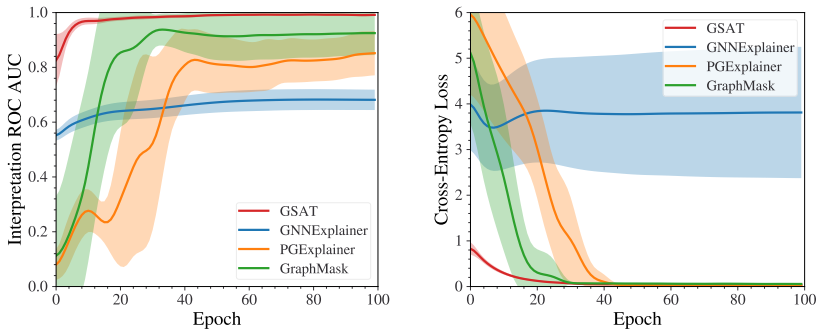 1.0
0.8
0.6
0.4
0.2
0.0
0
20
40
60
80
100
Interpretation ROC AUC
Epoch
GSAT
GNNExplainer
PGExplainer
GraphMask
6
5
4
3
2
1
0
0
20
40
60
80
100
Cross-Entropy Loss
Epoch
GSAT
GNNExplainer
PGExplainer
GraphMask